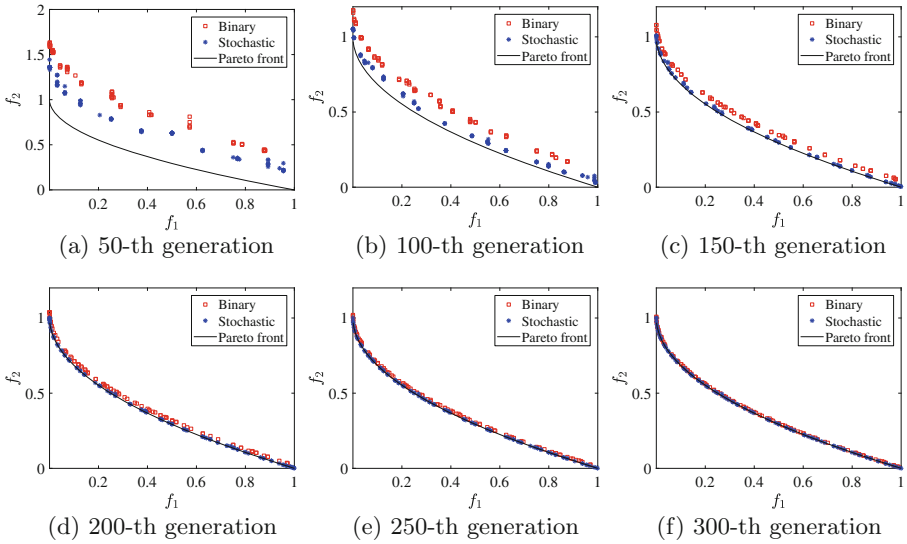 2
1.5
1
0.5
0
f2
0.2 0.4 0.6 0.8 1
f1
Binary
Stochastic
Pareto front
(a) 50-th generation
1
0.5
0
f2
0.2 0.4 0.6 0.8 1
f1
Binary
Stochastic
Pareto front
(b) 100-th generation
1
0.5
0
f2
0.2 0.4 0.6 0.8 1
f1
Binary
Stochastic
Pareto front
(c) 150-th generation
1
0.5
0
f2
0.2 0.4 0.6 0.8 1
f1
Binary
Stochastic
Pareto front
(d) 200-th generation
1
0.5
0
f2
0.2 0.4 0.6 0.8 1
f1
Binary
Stochastic
Pareto front
(e) 250-th generation
1
0.5
0
f2
0.2 0.4 0.6 0.8 1
f1
Binary
Stochastic
Pareto front
(f) 300-th generation